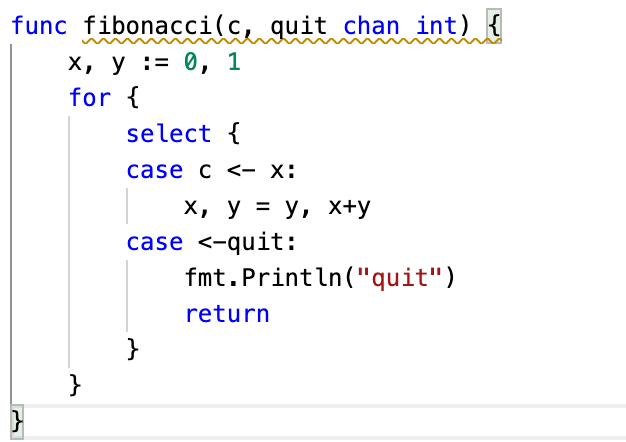 func fibonacci(c, quit chan int) {
    x, y := 0, 1
    for {
        select {
        case c <- x:
            x, y = y, x+y
        case <-quit:
            fmt.Println("quit")
            return
        }
    }
}